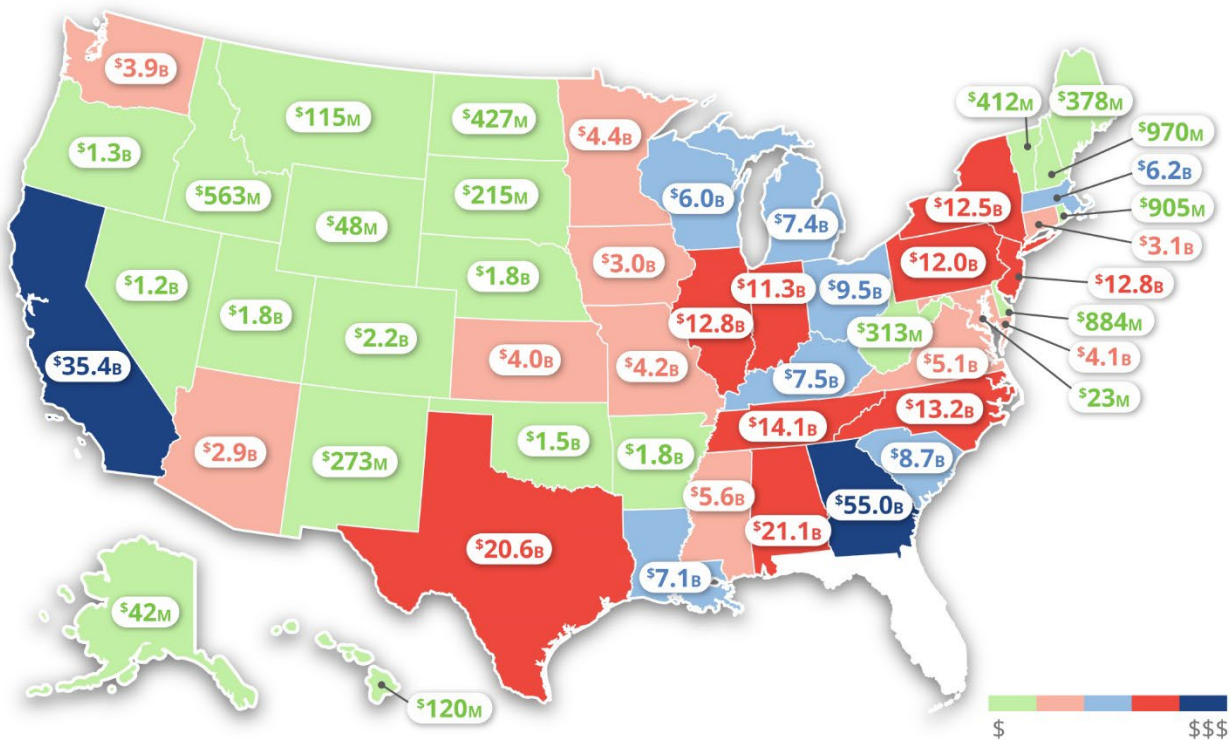 $3.9B
$115M
$427M
$4.4B
$412M
$378M
$1.3B
$970M
$563M
$215M
$6.0B
$6.2B
$48M
$7.4B
$12.5B
$905M
$3.0B
$12.0B
$3.1B
$1.2B
$1.8B
$1.8B
$11.3B
$9.5B
$12.8B
$2.2B
$12.8B
$313M
$884M
$35.4B
$4.0B
$4.2B
$7.5B
$5.1B
$4.1B
$23M
$14.1B
$13.2B
$2.9B
$273M
$1.5B
$1.8B
$8.7B
$5.6B
$55.0B
$20.6B
$21.1B
$7.1B
$42M
$120M
$
$$$